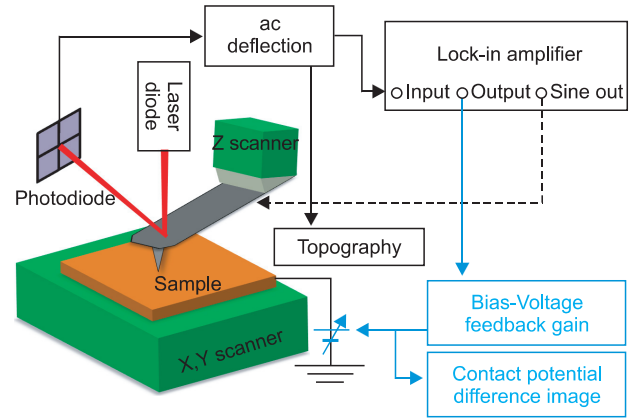 ac
deflection
Lock-in amplifier
Input Output Sine out
Laser
diode
Z scanner
Photodiode
Topography
Sample
X,Y scanner
Bias-Voltage
feedback gain
Contact potential
difference image